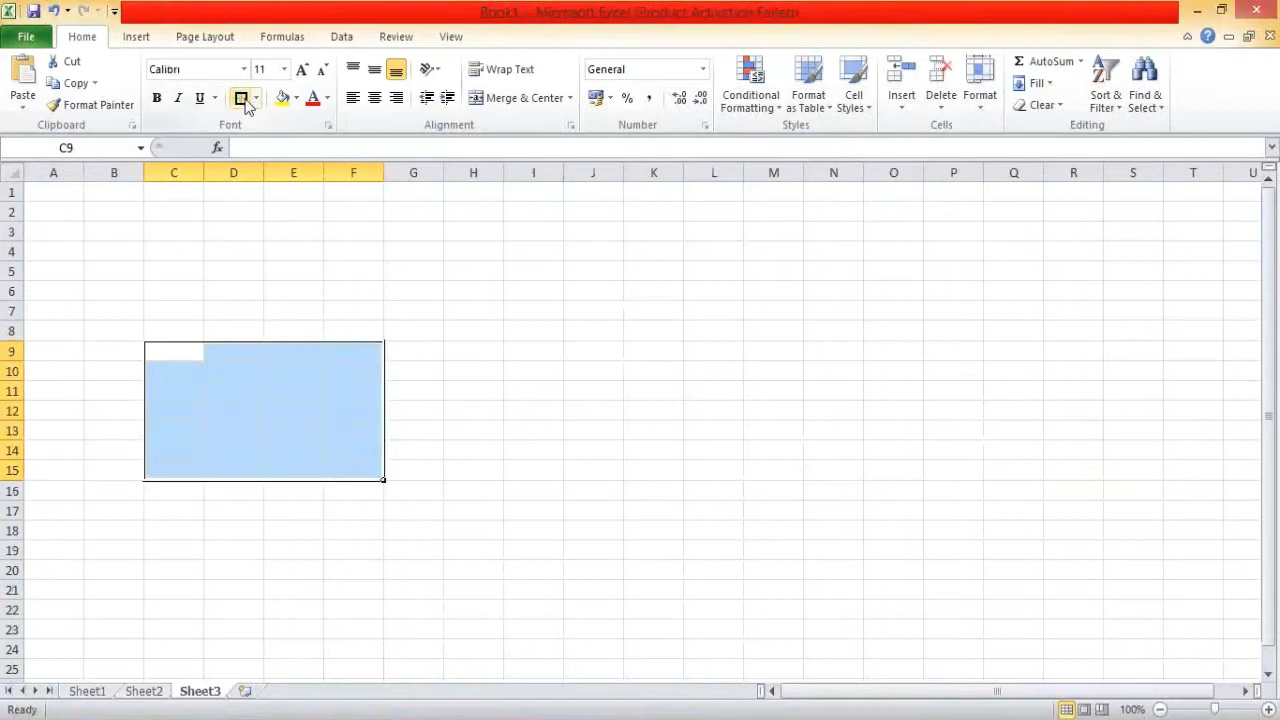 Book1 - Microsoft Excel (Product Activation Failed)
File Home Insert Page Layout Formulas Data Review View
Paste Cut Copy Format Painter Clipboard
Calibri 11 B I U A Font
Wrap Text Merge & Center Alignment
General % , Number
Conditional Formatting Format as Table Cell Styles Styles
Insert Delete Format Cells
Σ AutoSum Fill Clear Sort & Filter Find & Select Editing
C9 fx
A B C D E F G H I J K L M N O P Q R S T U
1
2
3
4
5
6
7
8
9
10
11
12
13
14
15
16
17
18
19
20
21
22
23
24
25
Sheet1 Sheet2 Sheet3
Ready 100%